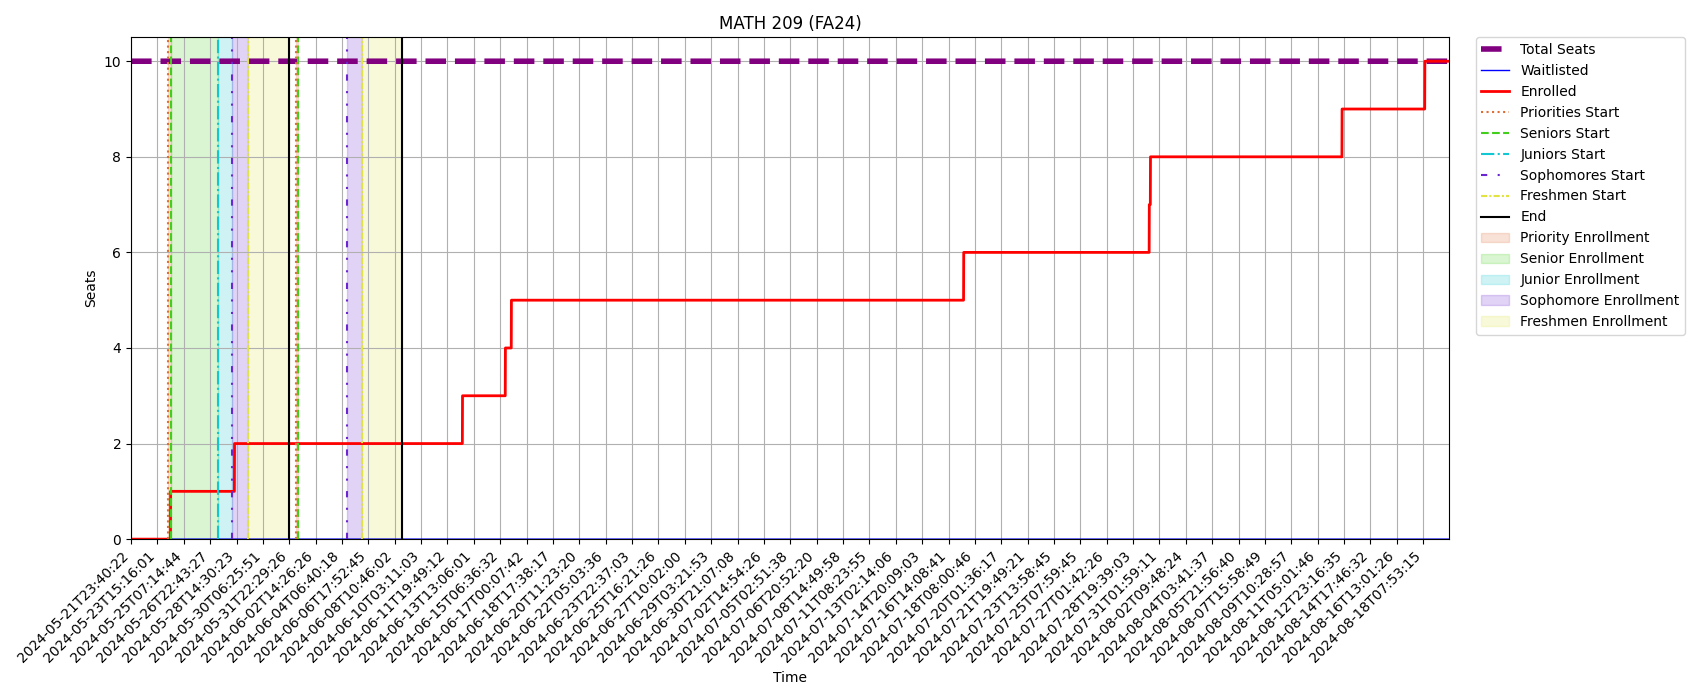 MATH 209 (FA24)
10
8
6
4
2
0
Seats
2024-05-21T23:40:22
2024-05-23T15:16:01
2024-05-25T07:14:44
2024-05-26T22:43:27
2024-05-28T14:30:23
2024-05-30T06:25:51
2024-05-31T22:29:26
2024-06-02T14:26:26
2024-06-04T06:40:18
2024-06-06T17:52:45
2024-06-08T10:46:02
2024-06-10T03:11:03
2024-06-11T19:49:12
2024-06-13T13:06:01
2024-06-15T06:36:32
2024-06-17T00:07:42
2024-06-18T17:38:17
2024-06-20T11:23:20
2024-06-22T05:03:36
2024-06-23T22:37:03
2024-06-25T16:21:26
2024-06-27T10:02:00
2024-06-29T03:21:53
2024-06-30T21:07:08
2024-07-02T14:54:26
2024-07-05T02:51:38
2024-07-06T20:52:20
2024-07-08T14:49:58
2024-07-11T08:23:55
2024-07-13T02:14:06
2024-07-14T20:09:03
2024-07-16T14:08:41
2024-07-18T08:00:46
2024-07-20T01:36:17
2024-07-21T19:49:21
2024-07-23T13:58:45
2024-07-25T07:59:45
2024-07-27T01:42:26
2024-07-28T19:39:03
2024-07-31T01:59:11
2024-08-02T09:48:24
2024-08-04T03:41:37
2024-08-05T21:56:40
2024-08-07T15:58:49
2024-08-09T10:28:57
2024-08-11T05:01:46
2024-08-12T23:16:35
2024-08-14T17:46:32
2024-08-16T13:01:26
2024-08-18T07:53:15
Time
Total Seats
Waitlisted
Enrolled
Priorities Start
Seniors Start
Juniors Start
Sophomores Start
Freshmen Start
End
Priority Enrollment
Senior Enrollment
Junior Enrollment
Sophomore Enrollment
Freshmen Enrollment